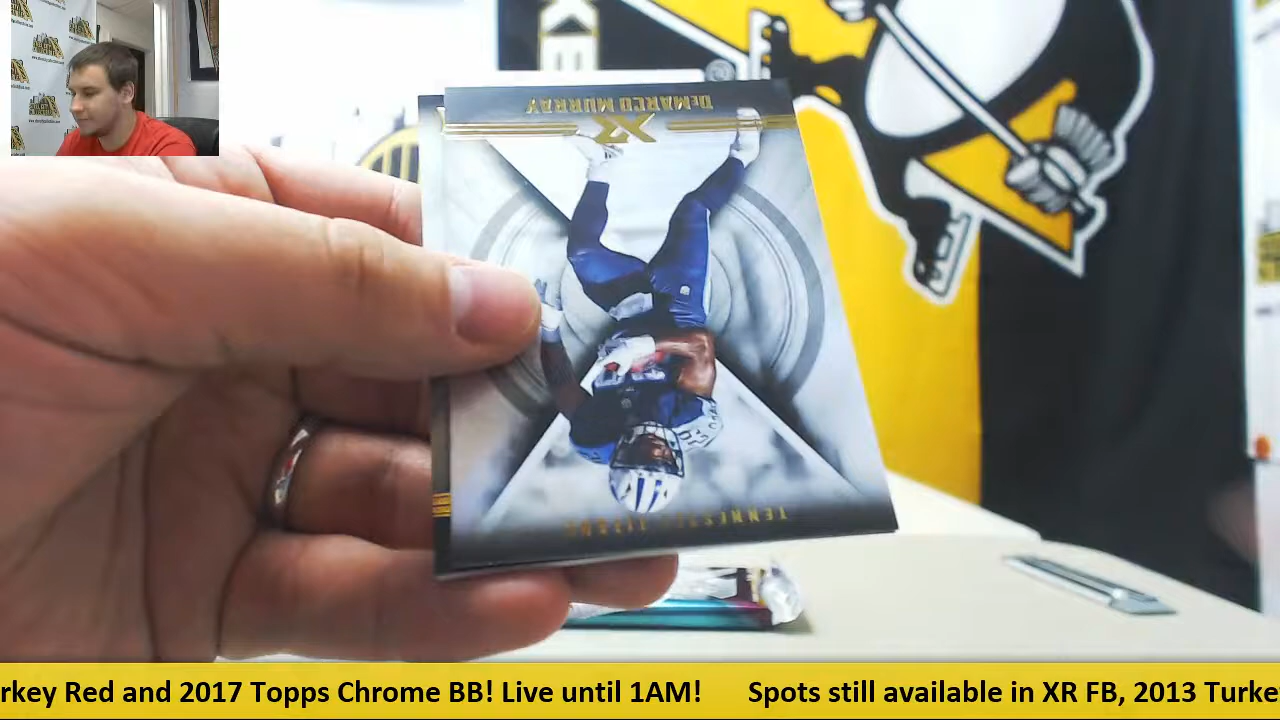 DEMARCO MURRAY
XR
TENNESSEE TITANS
rkey Red and 2017 Topps Chrome BB! Live until 1AM! Spots still available in XR FB, 2013 Turke